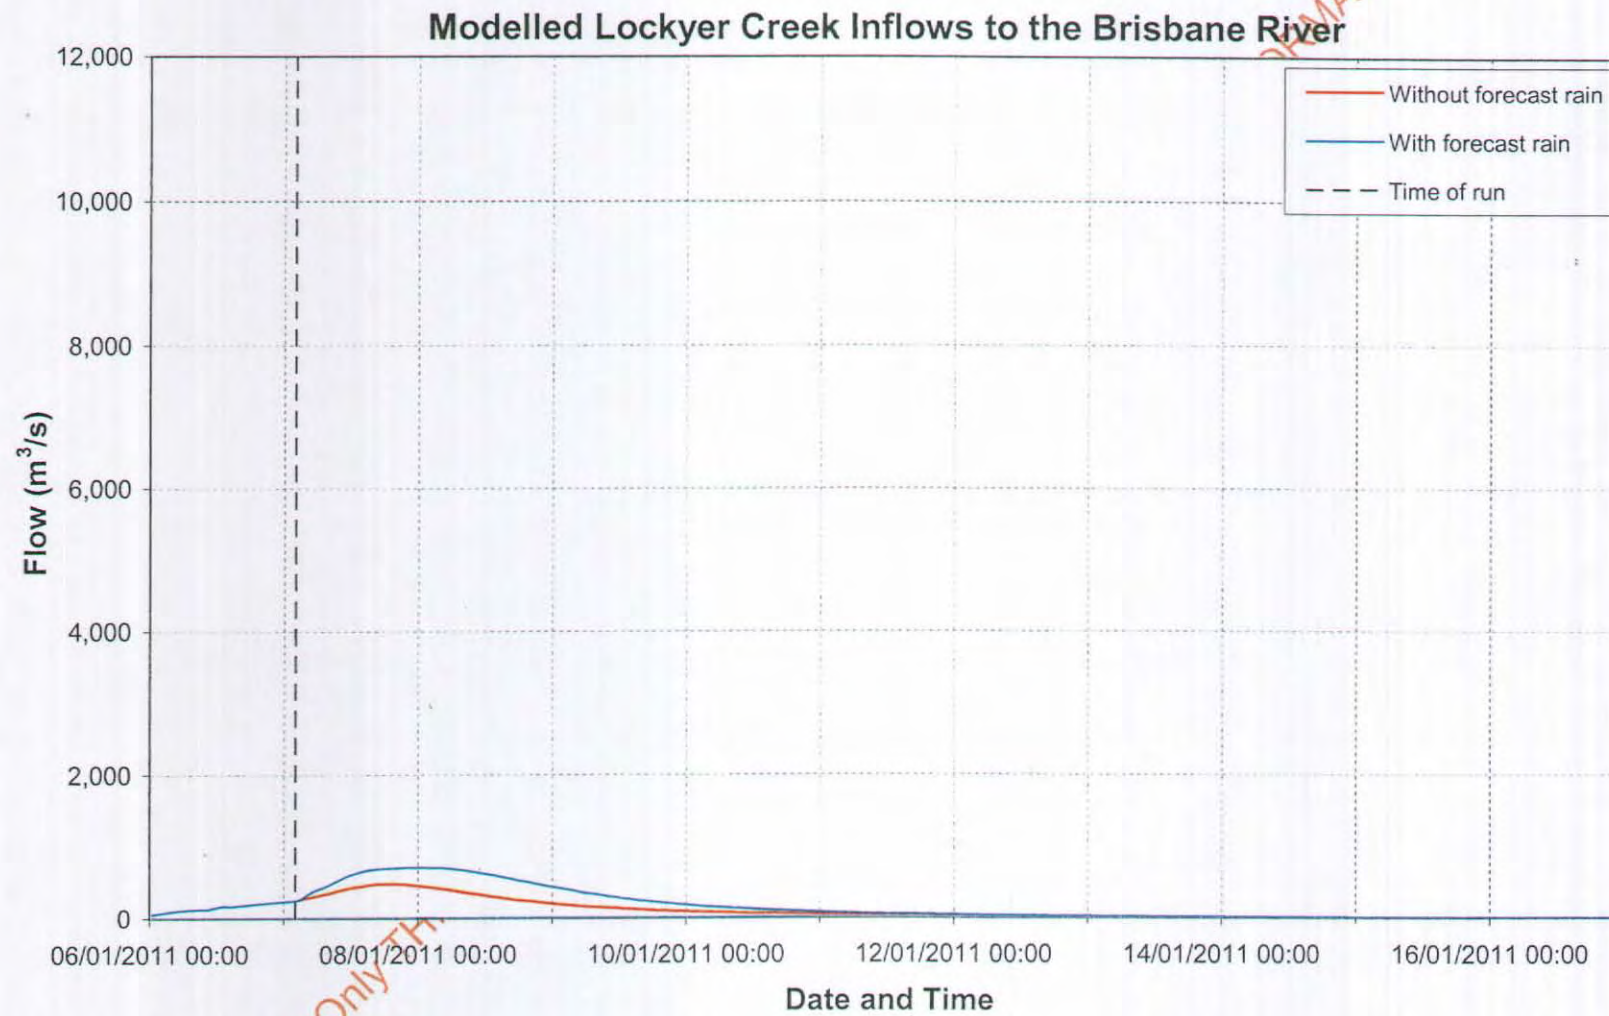 Modelled Lockyer Creek Inflows to the Brisbane River
12,000
10,000
8,000
6,000
4,000
2,000
0
Flow (m³/s)
Without forecast rain
With forecast rain
Time of run
06/01/2011 00:00
08/01/2011 00:00
10/01/2011 00:00
12/01/2011 00:00
14/01/2011 00:00
16/01/2011 00:00
Date and Time
Only